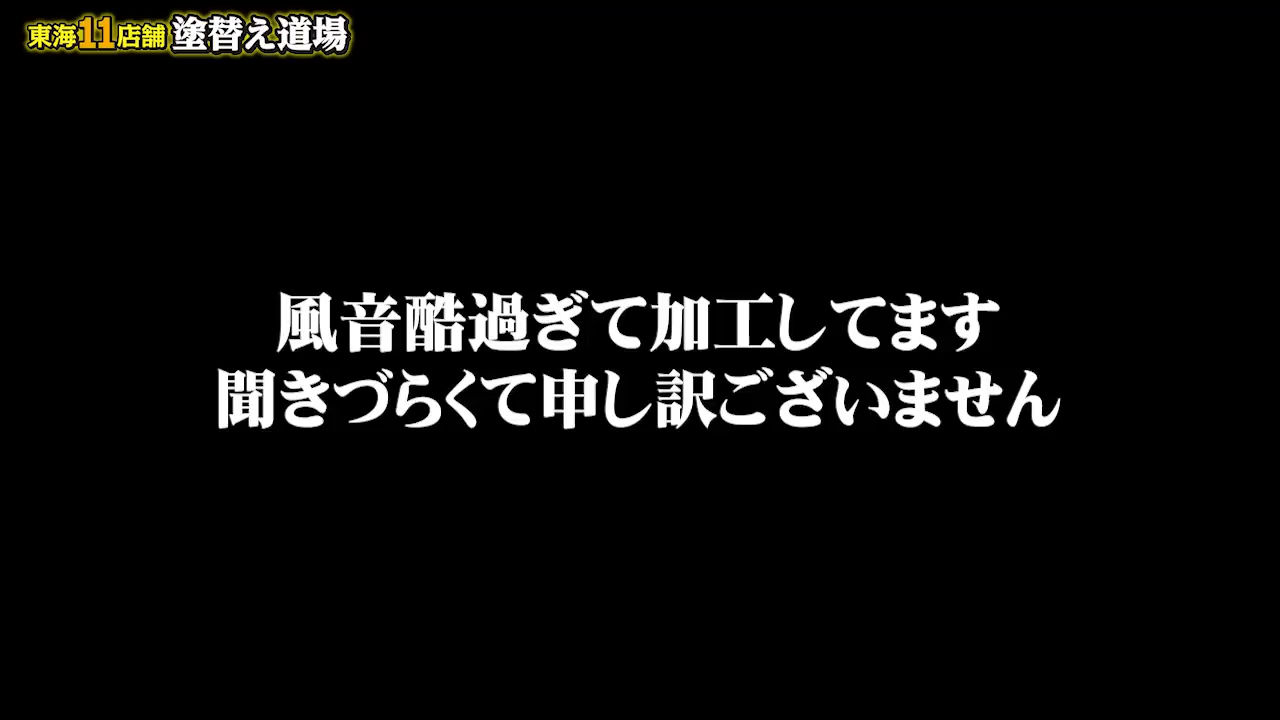 東海11店舗 塗替え道場
風音酷過ぎて加工してます
聞きづらくて申し訳ございません